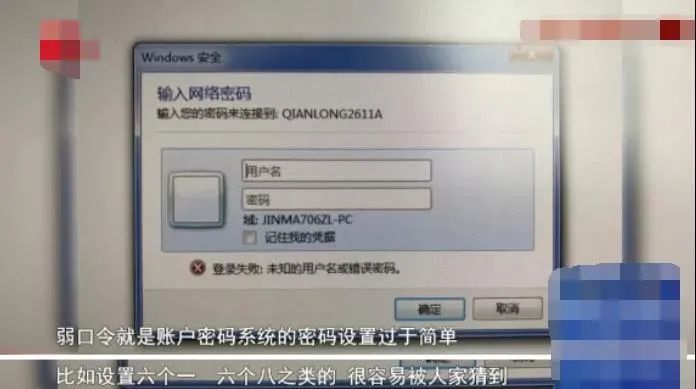 Windows 安全
输入网络密码
输入您的密码来连接到: QIANLONG2611A
用户名
密码
域: JINMA706ZL-PC
记住我的凭据
登录失败: 未知的用户名或错误密码。
确定
取消
弱口令就是账户密码系统的密码设置过于简单
比如设置六个一 六个八之类的 很容易被人家猜到